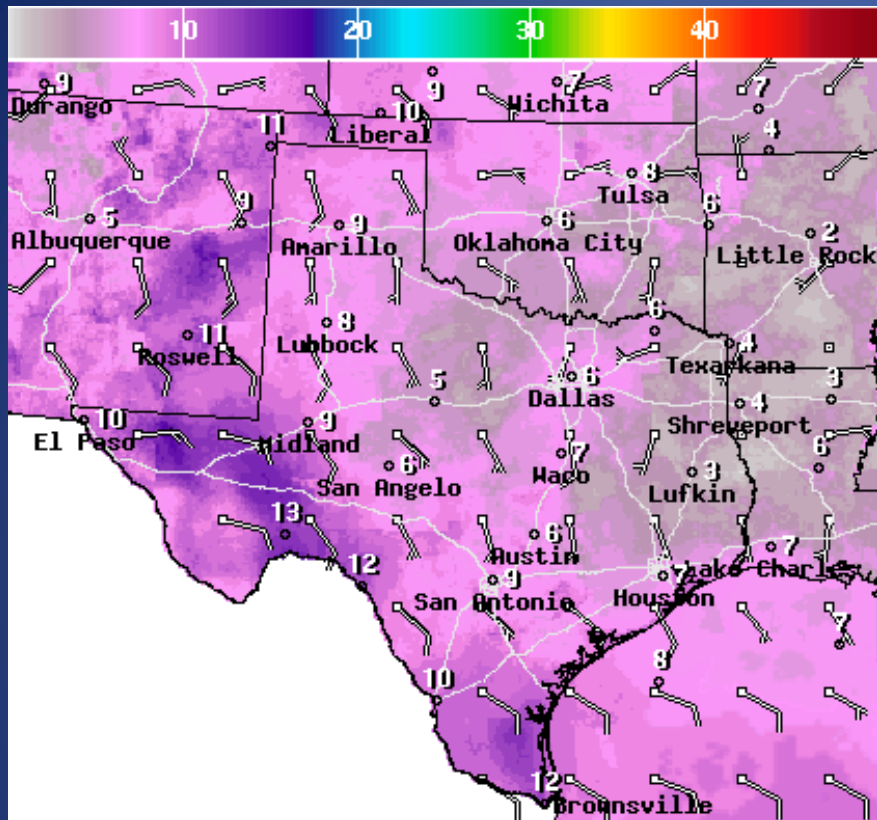 10 20 30 40
9 9 7 7
Durango Wichita
11 10 4
Liberal
8
Tulsa
5 9 9 6 6 2
Albuquerque Amarillo Oklahoma City Little Rock
11 8 6 4
Roswell Lubbock Texarkana
5 6 4 3
Dallas
10 9 Shreveport
El Paso Midland
6 7 3 6
San Angelo Waco Lufkin
13 6 7
Austin Lake Charles
12 9 7
San Antonio Houston
7
10 8
12
Brownsville